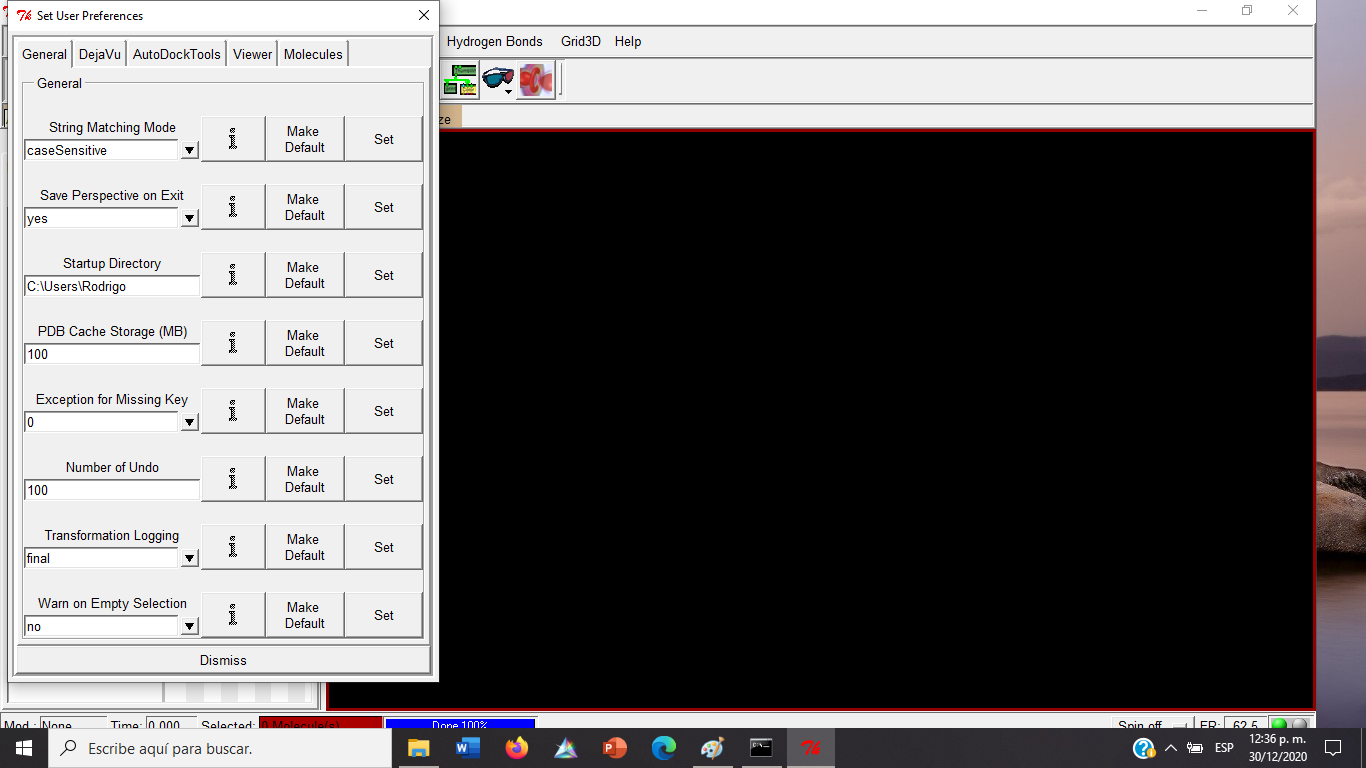 Set User Preferences
General DejaVu AutoDockTools Viewer Molecules
Hydrogen Bonds Grid3D Help
General
String Matching Mode
caseSensitive
Make Default
Set
Save Perspective on Exit
yes
Make Default
Set
Startup Directory
C:\Users\Rodrigo
Make Default
Set
PDB Cache Storage (MB)
100
Make Default
Set
Exception for Missing Key
0
Make Default
Set
Number of Undo
100
Make Default
Set
Transformation Logging
final
Make Default
Set
Warn on Empty Selection
no
Make Default
Set
Dismiss
Mod.: None Time: 0.000 Selected: 0 Molecule(s) Done 100% Spin off FR: 62.5
Escribe aquí para buscar.
ESP
12:36 p. m.
30/12/2020